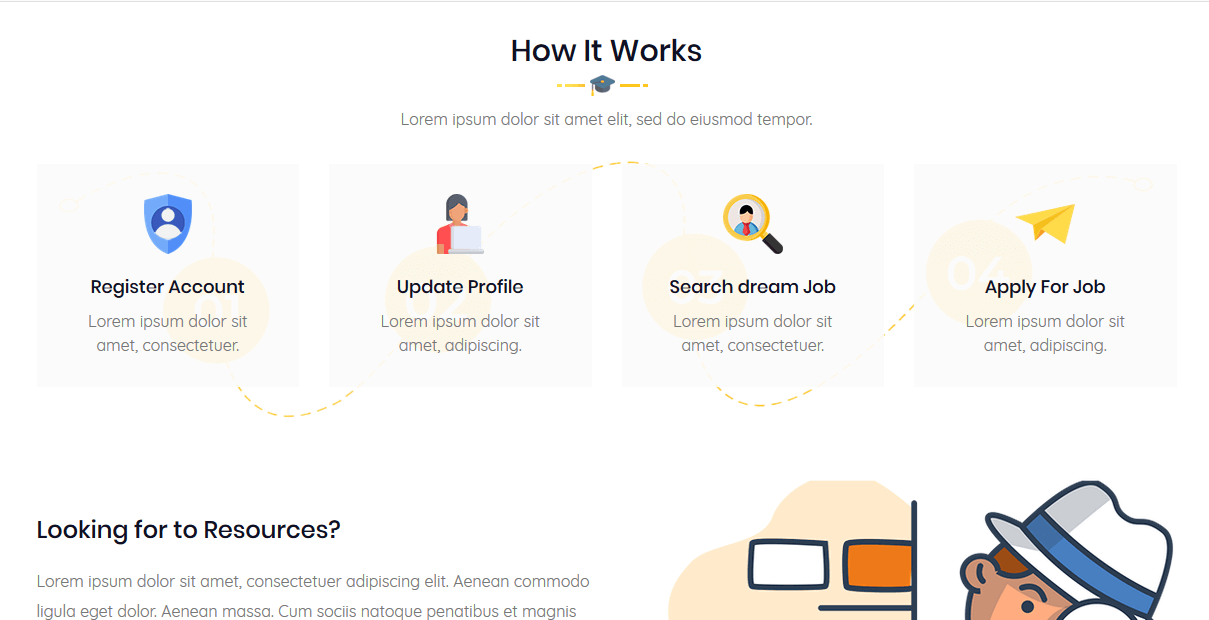 How It Works
Lorem ipsum dolor sit amet elit, sed do eiusmod tempor.
01
Register Account
Lorem ipsum dolor sit
amet, consectetuer.
02
Update Profile
Lorem ipsum dolor sit
amet, adipiscing.
03
Search dream Job
Lorem ipsum dolor sit
amet, consectetuer.
04
Apply For Job
Lorem ipsum dolor sit
amet, adipiscing.
Looking for to Resources?
Lorem ipsum dolor sit amet, consectetuer adipiscing elit. Aenean commodo
ligula eget dolor. Aenean massa. Cum sociis natoque penatibus et magnis